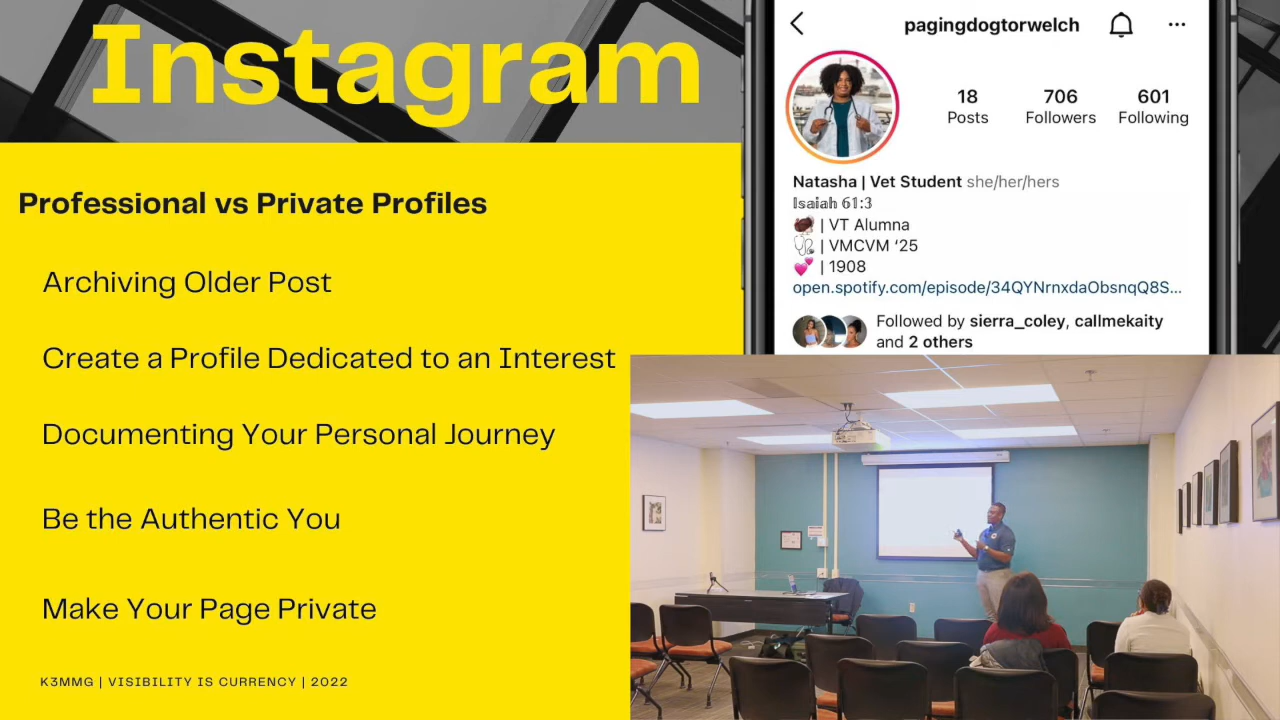 Instagram
Professional vs Private Profiles
Archiving Older Post
Create a Profile Dedicated to an Interest
Documenting Your Personal Journey
Be the Authentic You
Make Your Page Private
K3MMG | VISIBILITY IS CURRENCY | 2022
pagingdogtorwelch
18 706 601
Posts Followers Following
Natasha | Vet Student she/her/hers
Isaiah 61:3
| VT Alumna
| VMCVM ‘25
| 1908
open.spotify.com/episode/34QYNrnxdaObsnqQ8S...
Followed by sierra_coley, callmekaity
and 2 others